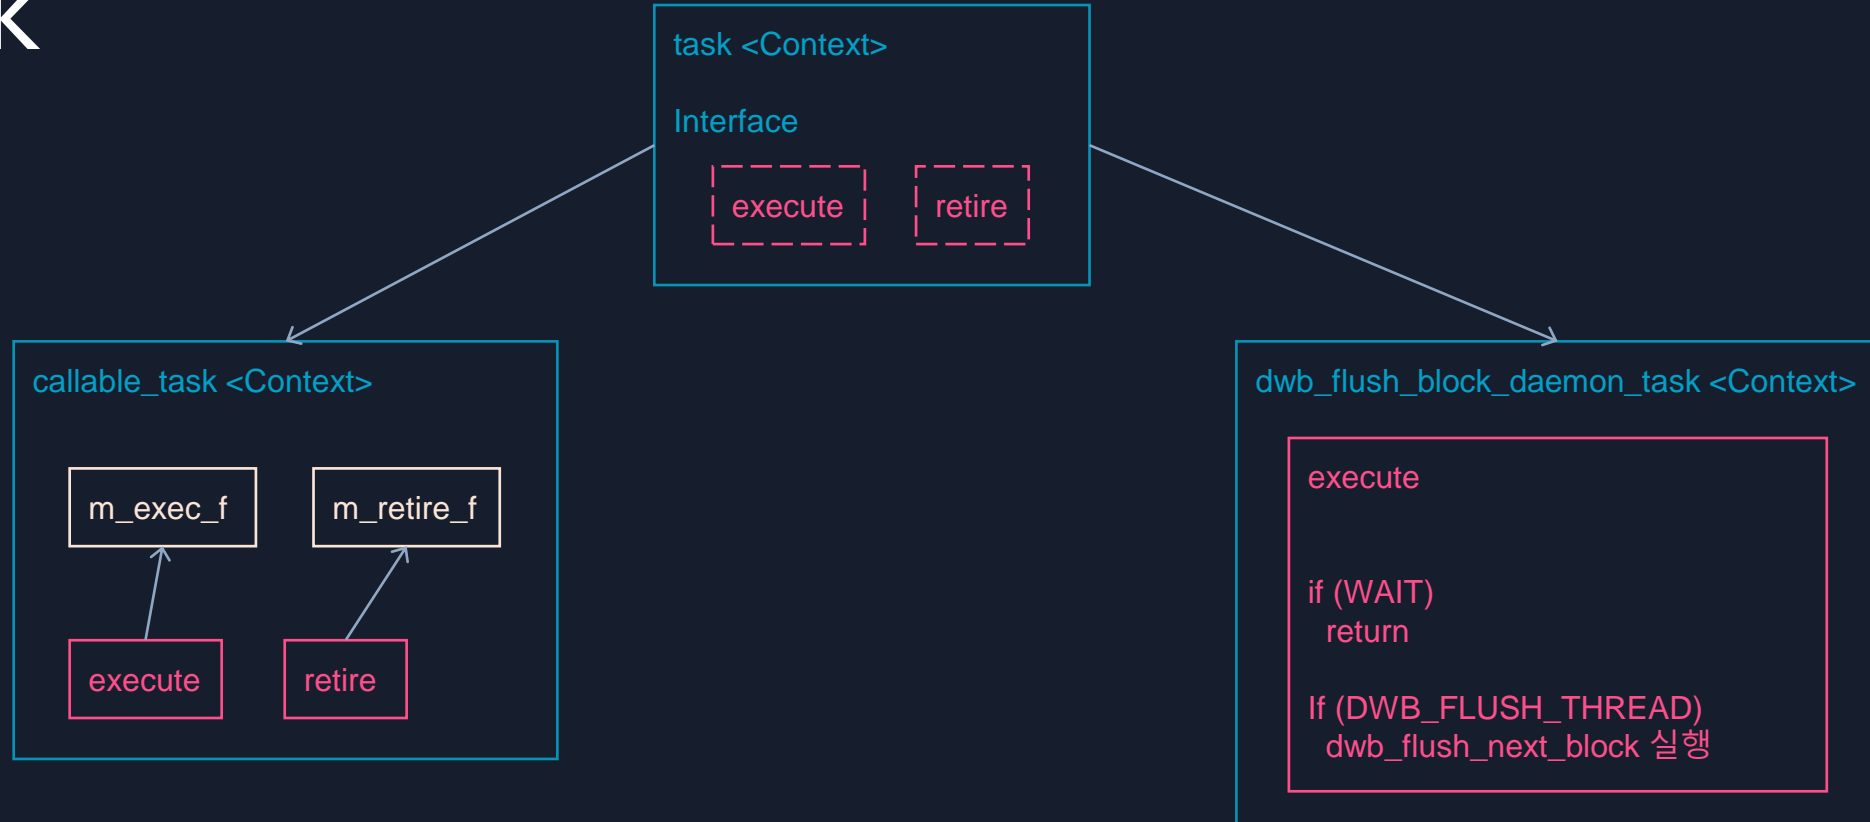 k
task <Context>
Interface
execute
retire
callable_task <Context>
m_exec_f
m_retire_f
execute
retire
dwb_flush_block_daemon_task <Context>
execute
if (WAIT)
return
If (DWB_FLUSH_THREAD)
dwb_flush_next_block 실행